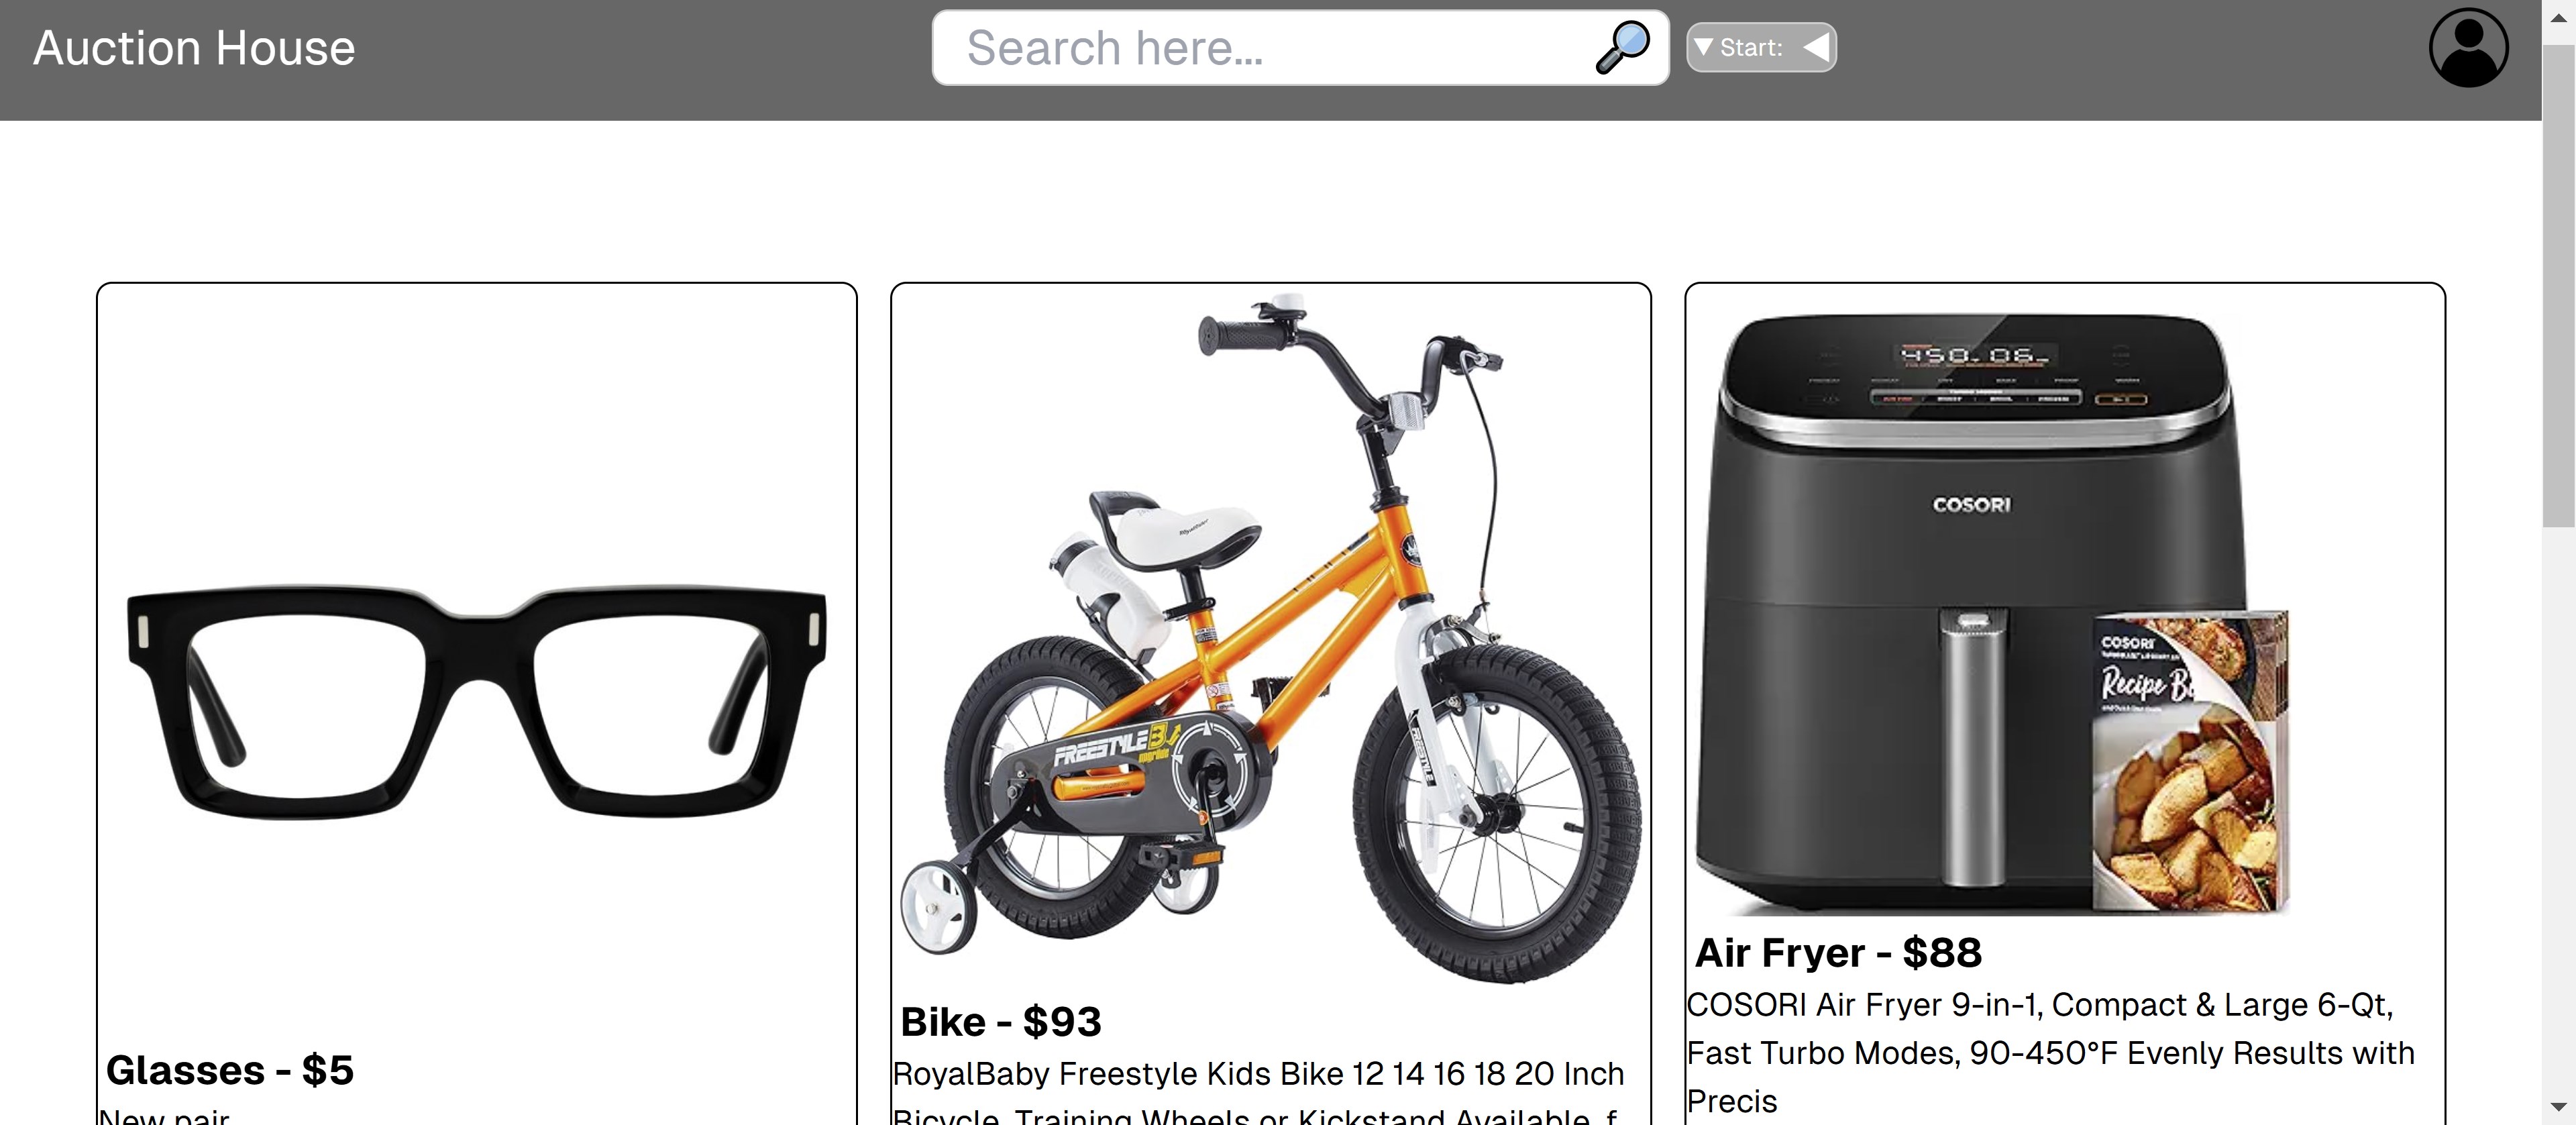 Auction House
Search here...
▼ Start: ◀
450 06
COSORI
COSORI
Recipe
FREESTYLE
Glasses - $5
New pair
Bike - $93
RoyalBaby Freestyle Kids Bike 12 14 16 18 20 Inch
Bicycle, Training Wheels or Kickstand Available, f
Air Fryer - $88
COSORI Air Fryer 9-in-1, Compact & Large 6-Qt,
Fast Turbo Modes, 90-450°F Evenly Results with
Precis